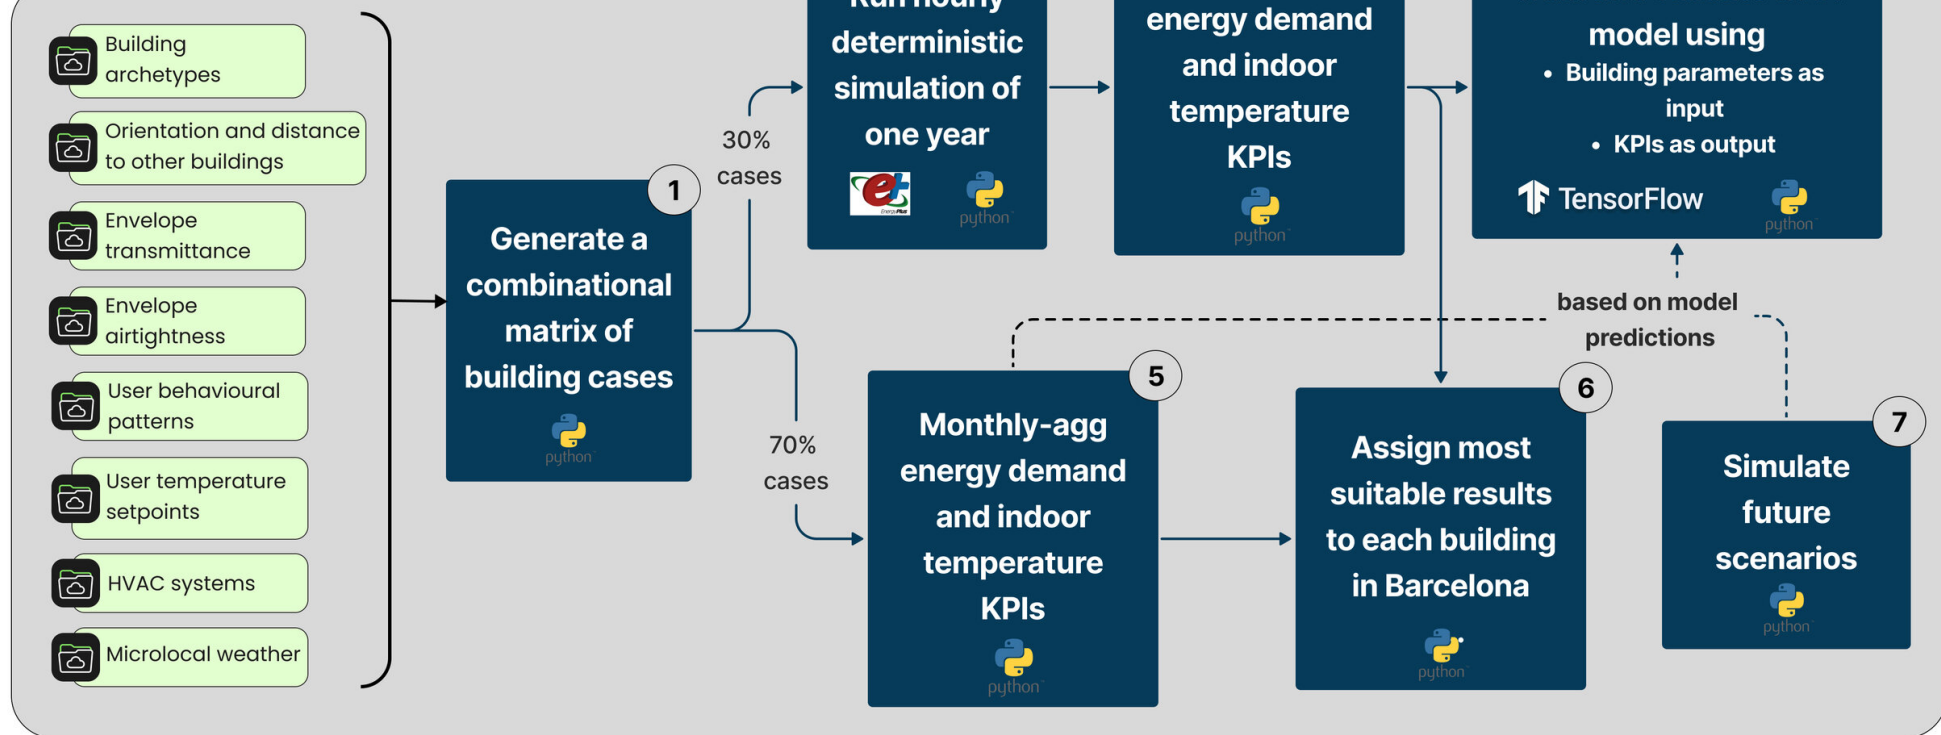 Building
archetypes
Orientation and distance
to other buildings
Envelope
transmittance
Envelope
airtightness
User behavioural
patterns
User temperature
setpoints
HVAC systems
Microlocal weather
1
Generate a
combinational
matrix of
building cases
python
30%
cases
70%
cases
Run hourly
deterministic
simulation of
one year
et
EnergyPlus
python
energy demand
and indoor
temperature
KPIs
python
model using
• Building parameters as
input
• KPIs as output
TensorFlow
python
based on model
predictions
5
Monthly-agg
energy demand
and indoor
temperature
KPIs
python
6
Assign most
suitable results
to each building
in Barcelona
python
7
Simulate
future
scenarios
python